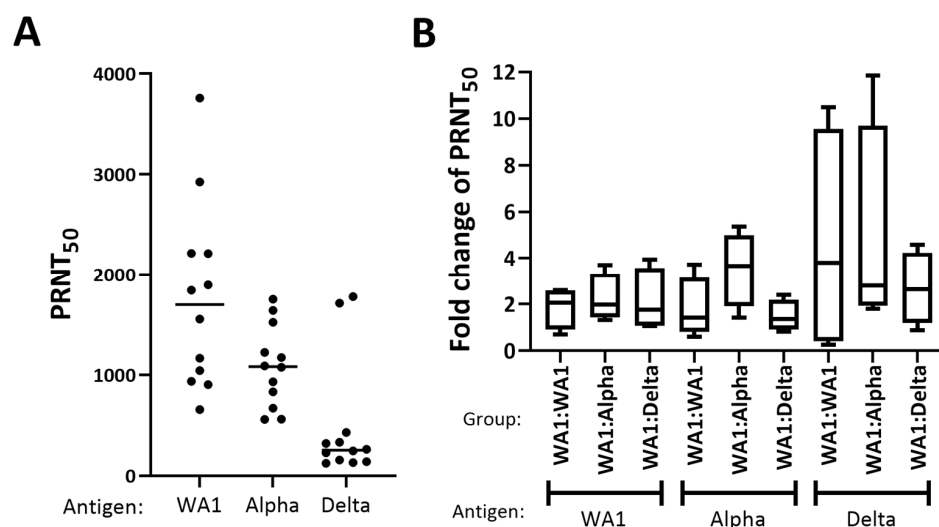 A
PRNT50
4000
3000
2000
1000
0
Antigen: WA1 Alpha Delta
B
Fold change of PRNT50
12
10
8
6
4
2
0
Group: WA1:WA1 WA1:Alpha WA1:Delta WA1:WA1 WA1:Alpha WA1:Delta WA1:WA1 WA1:Alpha WA1:Delta
Antigen: WA1 Alpha Delta